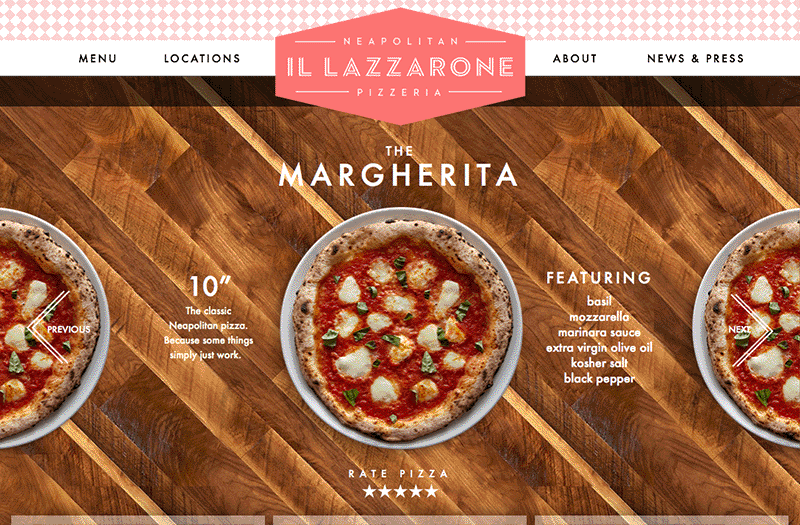 NEAPOLITAN
IL LAZZARONE
PIZZERIA
MENU
LOCATIONS
ABOUT
NEWS & PRESS
THE
MARGHERITA
PREVIOUS
10”
The classic
Neapolitan pizza.
Because some things
simply just work.
FEATURING
basil
mozzarella
marinara sauce
extra virgin olive oil
kosher salt
black pepper
NEXT
RATE PIZZA